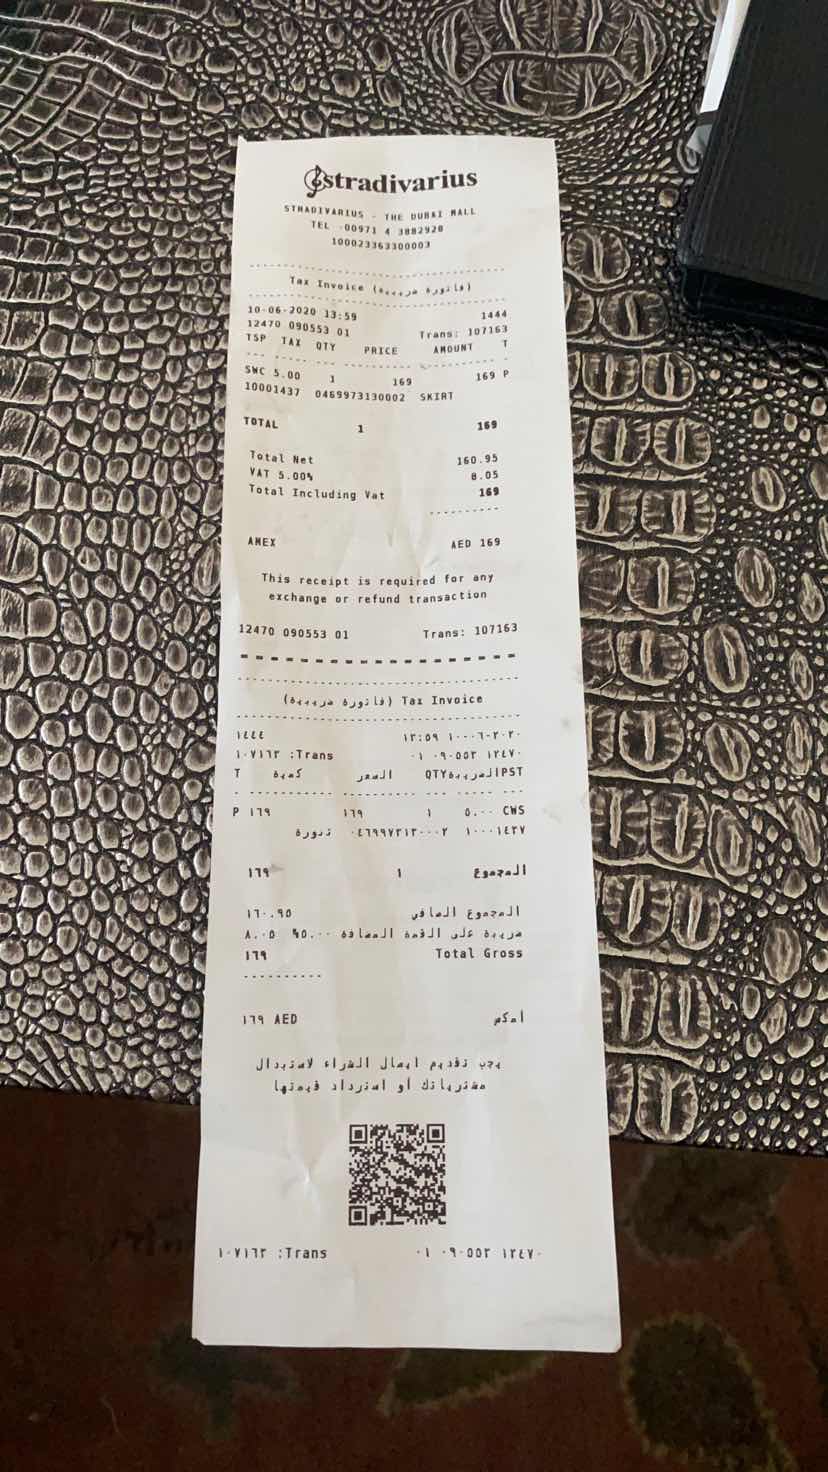 stradivarius
STRADIVARIUS - THE DUBAI MALL
TEL -00971 4 3882920
100023363300003
Tax Invoice (فاتورة ضريبية)
10-06-2020 13:59 1444
12470 090553 01 Trans: 107163
TSP TAX QTY PRICE AMOUNT T
SWC 5.00 1 169 169 P
10001437 0469973130002 SKIRT
TOTAL 1 169
Total Net 160.95
VAT 5.00% 8.05
Total Including Vat 169
AMEX AED 169
This receipt is required for any
exchange or refund transaction
12470 090553 01 Trans: 107163
(فاتورة ضريبية) Tax Invoice
١٤٤٤ ١٣:٥٩ ١٠-٠٦-٢٠٢٠
١٠٧١٦٣ :Trans ٠١ ٠٩٠٥٥٣ ١٢٤٧٠
T كمية السعر QTYالضريبةPST
P ١٦٩ ١٦٩ ١ ٥.٠٠ CWS
تنورة ٠٤٦٩٩٧٣١٣٠٠٠٢ ١٠٠٠١٤٣٧
المجموع ١ ١٦٩
المجموع الصافي ١٦٠.٩٥
ضريبة على القمة المضافة ٥.٠٠% ٨.٠٥
١٦٩ Total Gross
١٦٩ AED أمكس
يجب تقديم ايصال الشراء لاستبدال
مشترياتك أو استرداد قيمتها
١٠٧١٦٣ :Trans ٠١ ٠٩٠٥٥٣ ١٢٤٧٠